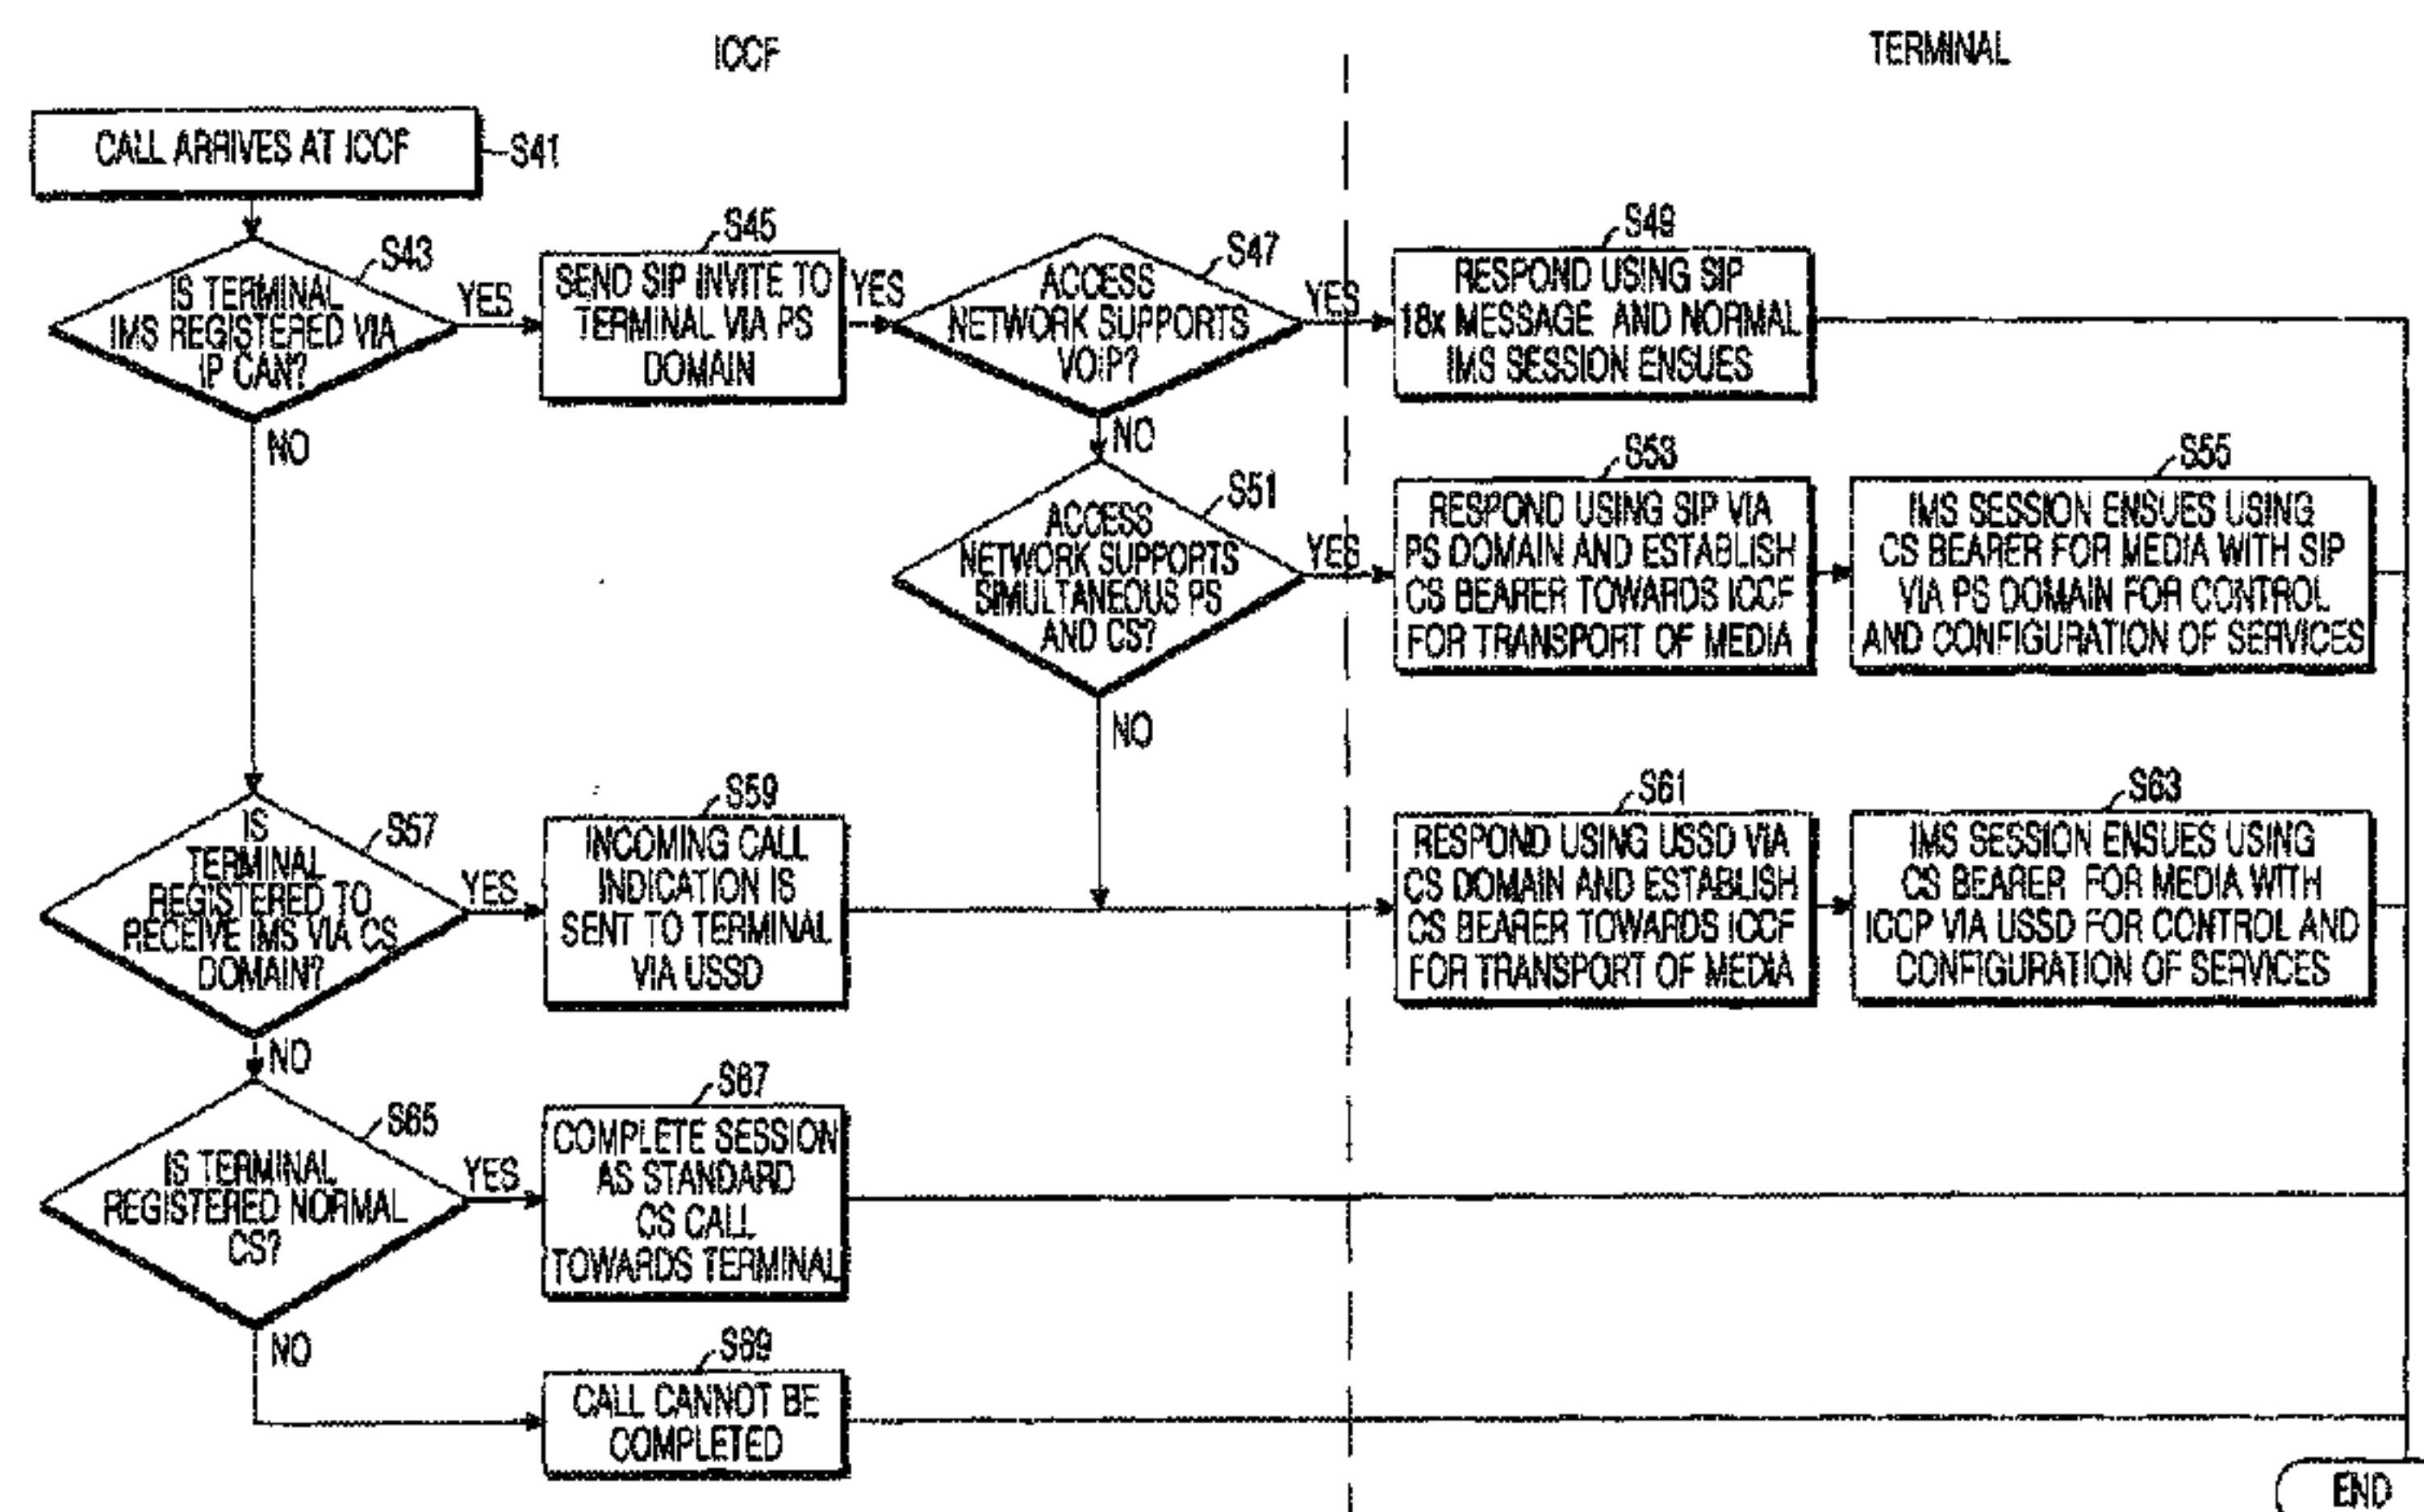 ICCF
TERMINAL
CALL ARRIVES AT ICCF
S41
S43
IS TERMINAL
IMS REGISTERED VIA
IP CAN?
YES
NO
S45
SEND SIP INVITE TO
TERMINAL VIA PS
DOMAIN
YES
S47
ACCESS
NETWORK SUPPORTS
VOIP?
YES
NO
S49
RESPOND USING SIP
18x MESSAGE AND NORMAL
IMS SESSION ENSUES
S51
ACCESS
NETWORK SUPPORTS
SIMULTANEOUS PS
AND CS?
YES
NO
S53
RESPOND USING SIP VIA
PS DOMAIN AND ESTABLISH
CS BEARER TOWARDS ICCF
FOR TRANSPORT OF MEDIA
S55
IMS SESSION ENSUES USING
CS BEARER FOR MEDIA WITH SIP
VIA PS DOMAIN FOR CONTROL
AND CONFIGURATION OF SERVICES
S57
IS
TERMINAL
REGISTERED TO
RECEIVE IMS VIA CS
DOMAIN?
YES
NO
S59
INCOMING CALL
INDICATION IS
SENT TO TERMINAL
VIA USSD
S61
RESPOND USING USSD VIA
CS DOMAIN AND ESTABLISH
CS BEARER TOWARDS ICCF
FOR TRANSPORT OF MEDIA
S63
IMS SESSION ENSUES USING
CS BEARER FOR MEDIA WITH
ICCP VIA USSD FOR CONTROL AND
CONFIGURATION OF SERVICES
S65
IS TERMINAL
REGISTERED NORMAL
CS?
YES
NO
S67
COMPLETE SESSION
AS STANDARD
CS CALL
TOWARDS TERMINAL
S69
CALL CANNOT BE
COMPLETED
END